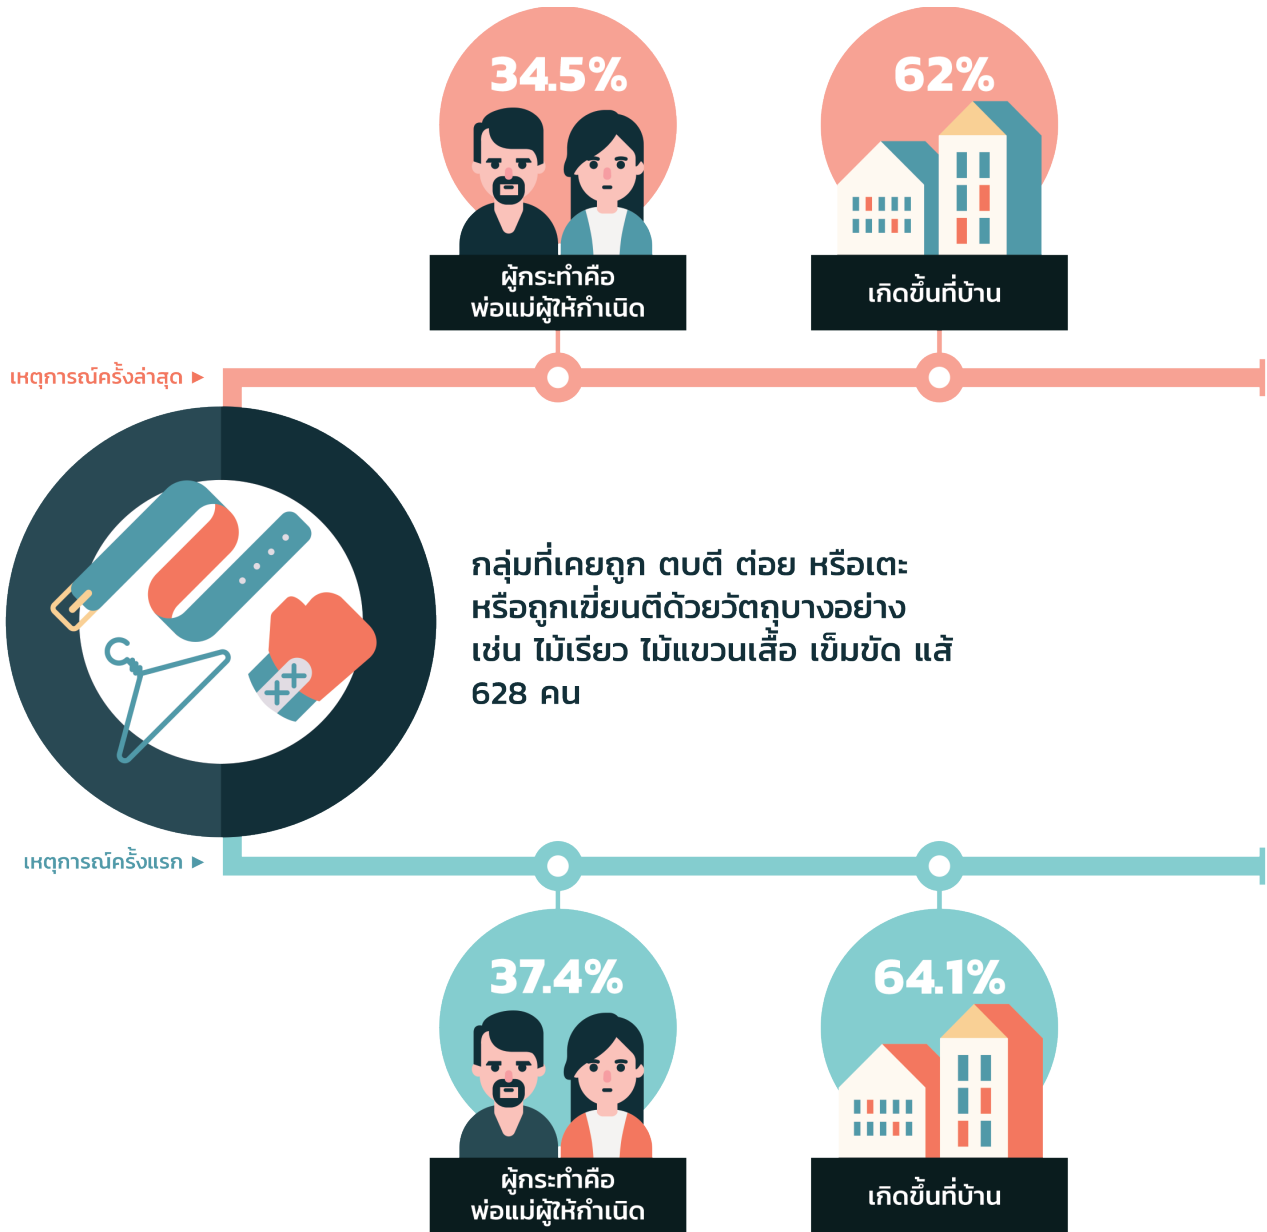 34.5%
62%
ผู้กระทำคือ
พ่อแม่ผู้ให้กำเนิด
เกิดขึ้นที่บ้าน
เหตุการณ์ครั้งล่าสุด ►
กลุ่มที่เคยถูก ตบตี ต่อย หรือเตะ
หรือถูกเฆี่ยนตีด้วยวัตถุบางอย่าง
เช่น ไม้เรียว ไม้แขวนเสื้อ เข็มขัด แส้
628 คน
เหตุการณ์ครั้งแรก ►
37.4%
64.1%
ผู้กระทำคือ
พ่อแม่ผู้ให้กำเนิด
เกิดขึ้นที่บ้าน